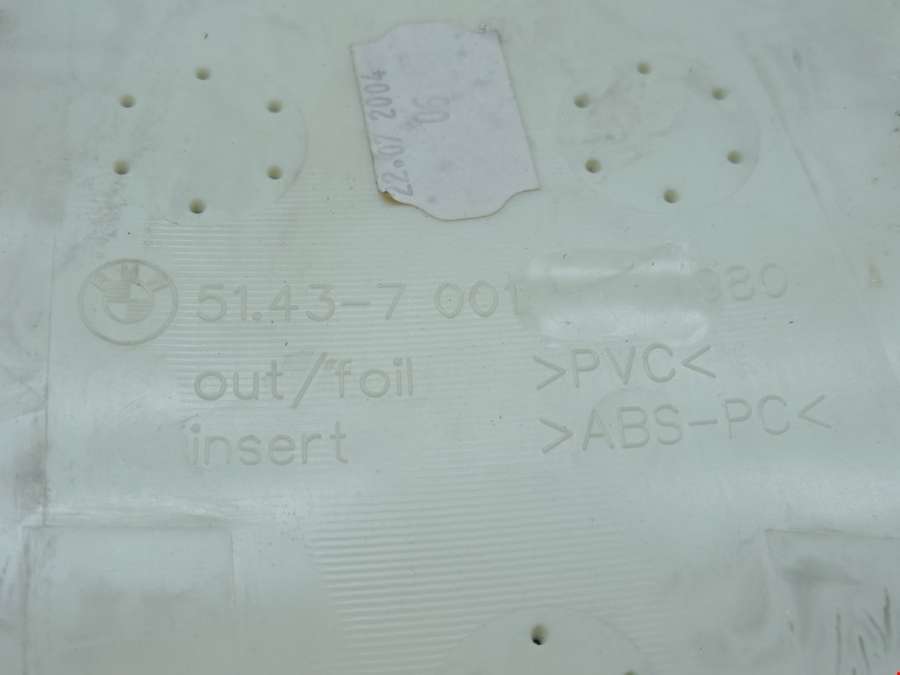 22.07 2004
06
51.43-7 001 980
out/foil >PVC<
insert >ABS-PC<